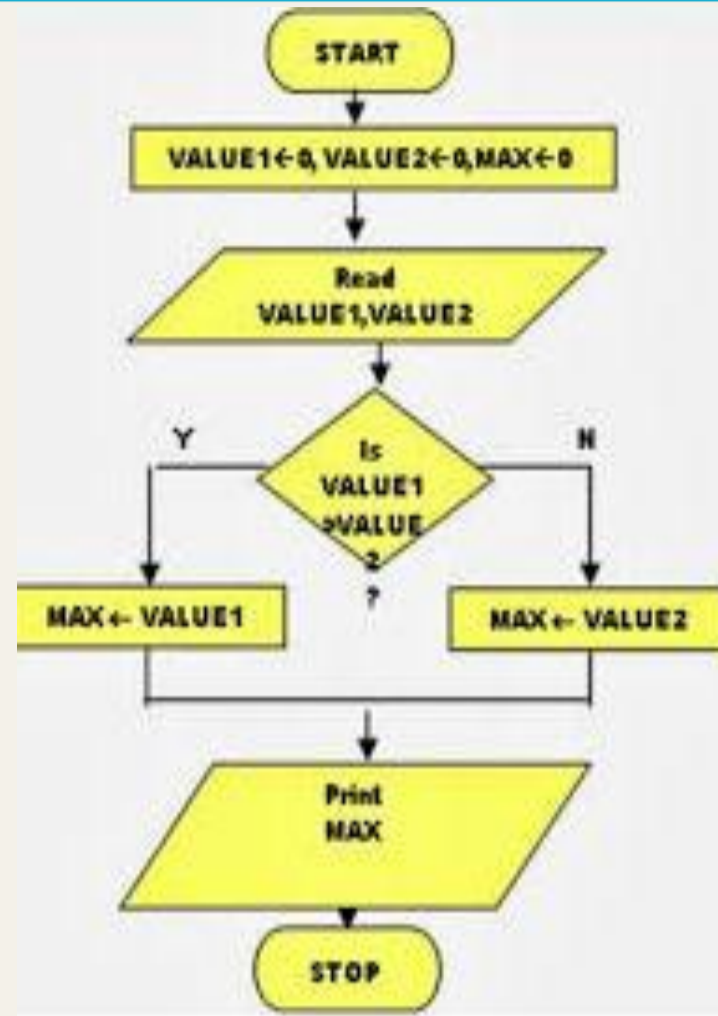 START
VALUE1←0, VALUE2←0,MAX←0
Read
VALUE1,VALUE2
Is
VALUE1
>VALUE
2
?
Y
N
MAX ← VALUE1
MAX ← VALUE2
Print
MAX
STOP